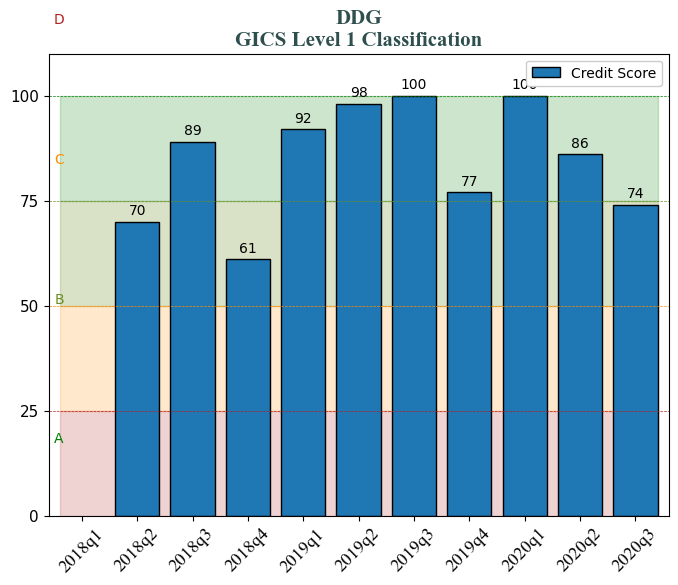 D
DDG
GICS Level 1 Classification
Credit Score
100
75
50
25
0
C
B
A
70
89
61
92
98
100
77
100
86
74
2018q1
2018q2
2018q3
2018q4
2019q1
2019q2
2019q3
2019q4
2020q1
2020q2
2020q3